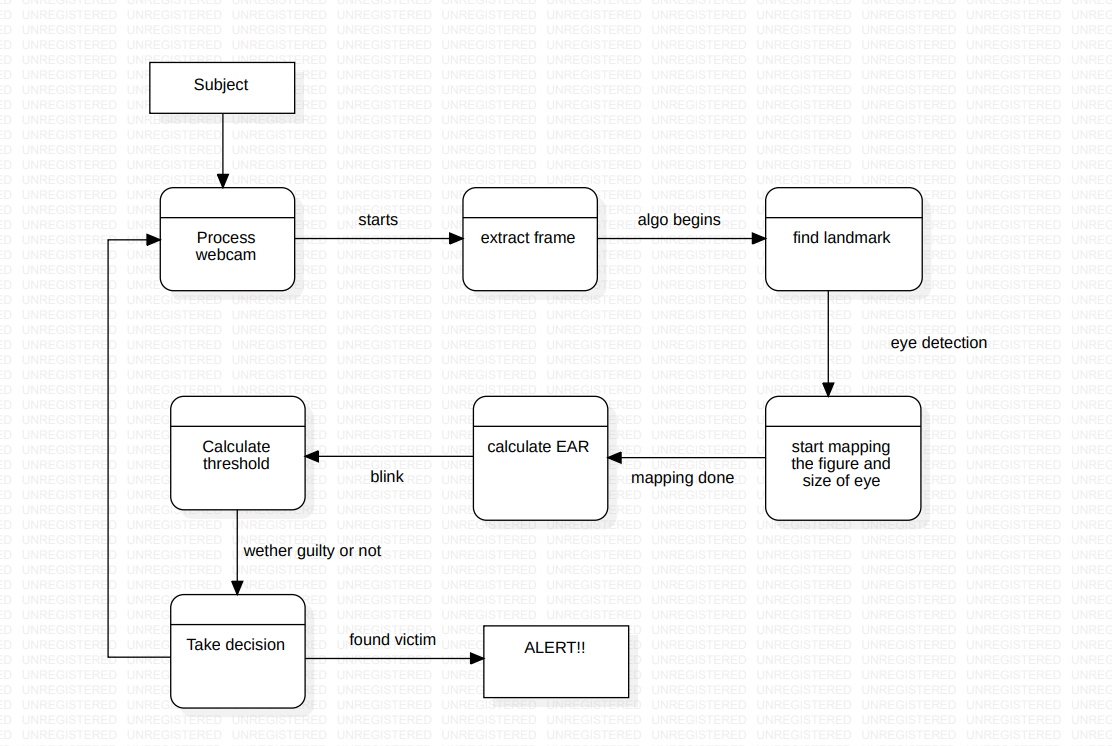 Subject
Process
webcam
starts
extract frame
algo begins
find landmark
eye detection
start mapping
the figure and
size of eye
mapping done
calculate EAR
blink
Calculate
threshold
wether guilty or not
Take decision
found victim
ALERT!!
UNREGISTERED